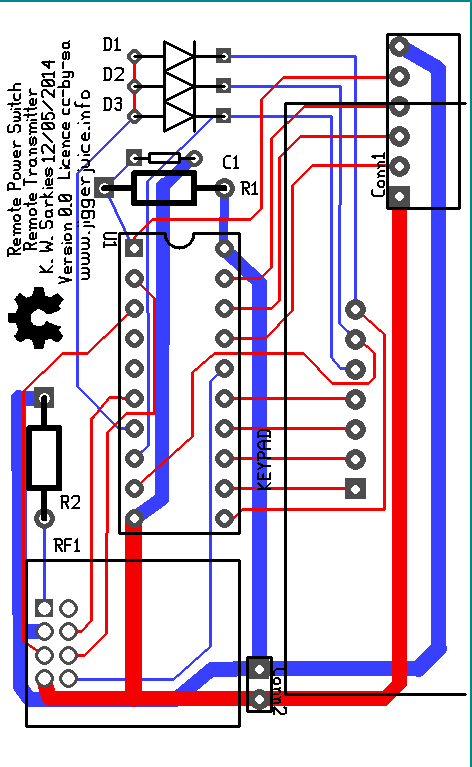 Remote Power Switch
Remote Transmitter
K. W. Sarkies 12/05/2014
Version 0.0 Licence cc-by-sa
www.jiggerjuice.info
D1
D2
D3
C1
R1
U1
Conn1
KEYPAD
R2
RF1
Conn2